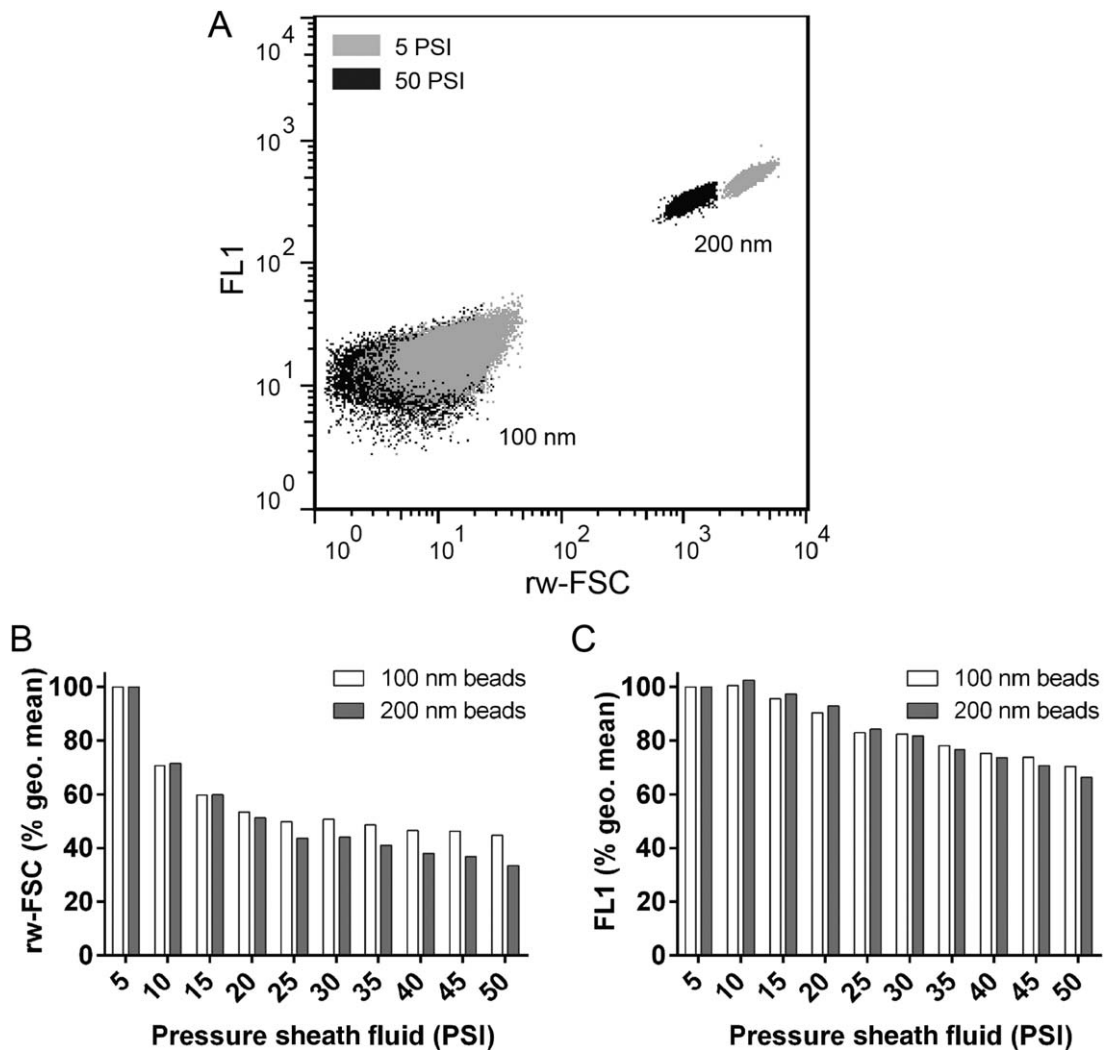 A
5 PSI
50 PSI
FL1
10^4
10^3
10^2
10^1
10^0
200 nm
100 nm
10^0 10^1 10^2 10^3 10^4
rw-FSC
B
rw-FSC (% geo. mean)
100 nm beads
200 nm beads
100
80
60
40
20
0
5 10 15 20 25 30 35 40 45 50
Pressure sheath fluid (PSI)
C
FL1 (% geo. mean)
100 nm beads
200 nm beads
100
80
60
40
20
0
5 10 15 20 25 30 35 40 45 50
Pressure sheath fluid (PSI)